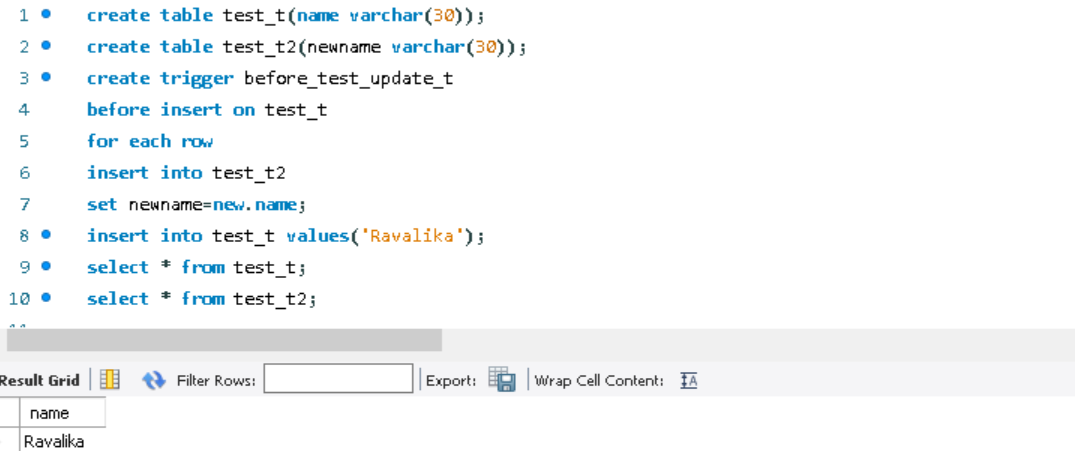 1 create table test_t(name varchar(30));
2 create table test_t2(newname varchar(30));
3 create trigger before_test_update_t
4 before insert on test_t
5 for each row
6 insert into test_t2
7 set newname=new.name;
8 insert into test_t values('Ravalika');
9 select * from test_t;
10 select * from test_t2;
Result Grid Filter Rows: Export: Wrap Cell Content: IA
name
Ravalika